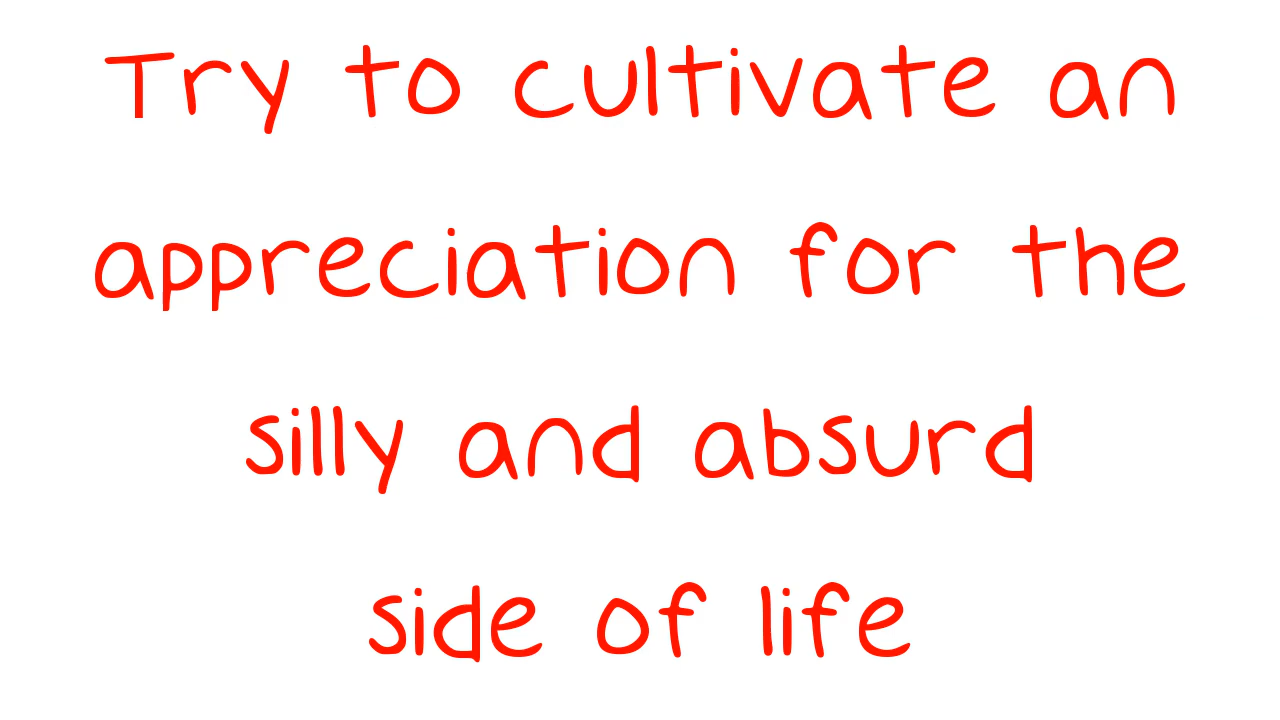 Try to cultivate an
appreciation for the
silly and absurd
side of life